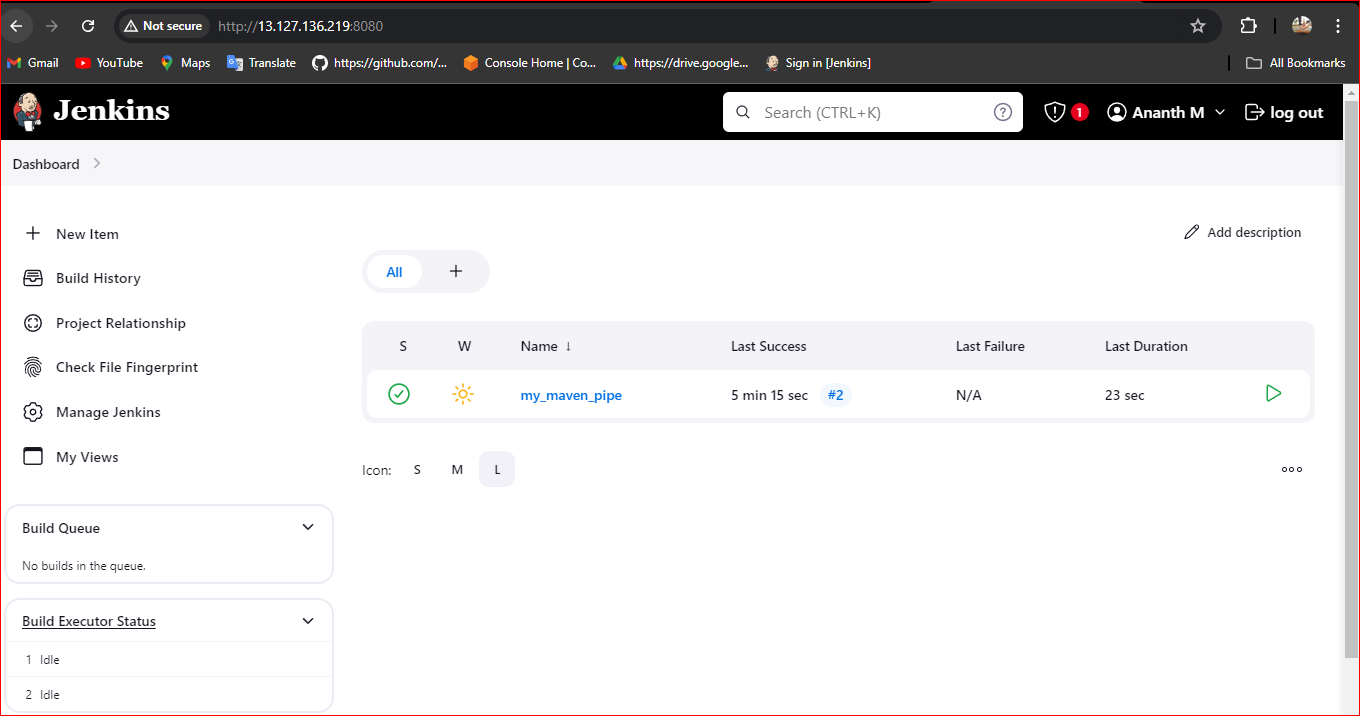 Not secure http://13.127.136.219:8080
Gmail YouTube Maps Translate https://github.com/... Console Home | Co... https://drive.google... Sign in [Jenkins] All Bookmarks
Jenkins Search (CTRL+K) ? 1 Ananth M log out
Dashboard
New Item
Add description
Build History
Project Relationship
Check File Fingerprint
Manage Jenkins
My Views
All +
S W Name ↓ Last Success Last Failure Last Duration
my_maven_pipe 5 min 15 sec #2 N/A 23 sec
Icon: S M L
Build Queue
No builds in the queue.
Build Executor Status
1 Idle
2 Idle